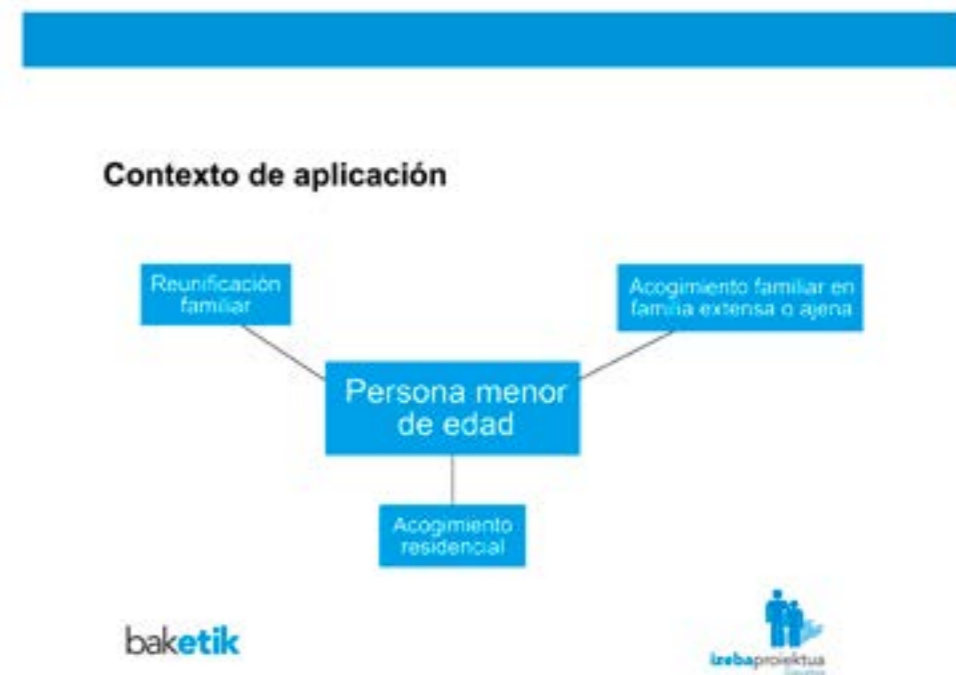 Contexto de aplicación
Reunificación
familiar
Acogimiento familiar en
familia extensa o ajena
Persona menor
de edad
Acogimiento
residencial
baketik
izebaproiektua